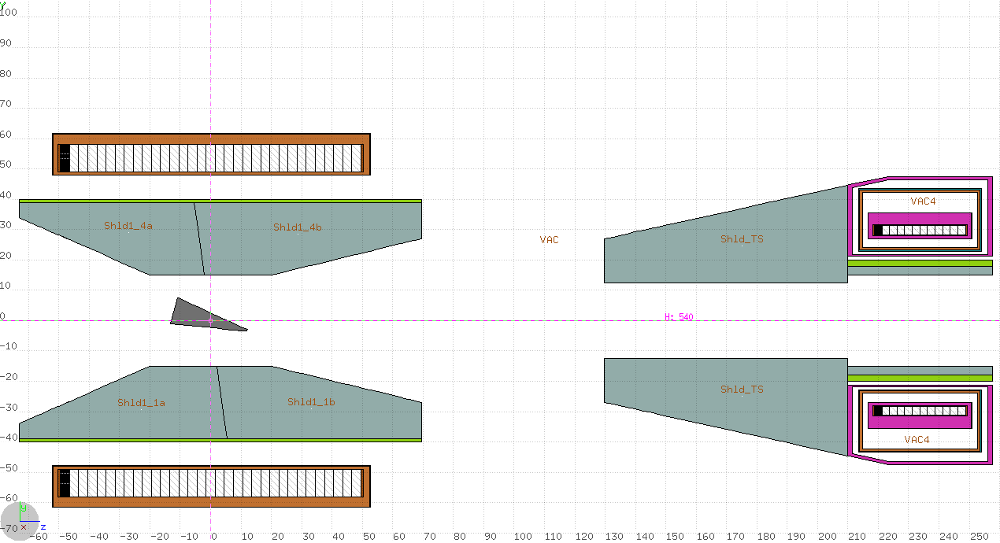 Y
100
90
80
70
60
50
40
Shld1_4a
Shld1_4b
VAC4
30
VAC
Shld_TS
20
10
0
H: 540
-10
-20
Shld1_1a
Shld1_1b
Shld_TS
-30
-40
VAC4
-50
-60
y
-70
x
z
-60 -50 -40 -30 -20 -10 0 10 20 30 40 50 60 70 80 90 100 110 120 130 140 150 160 170 180 190 200 210 220 230 240 250